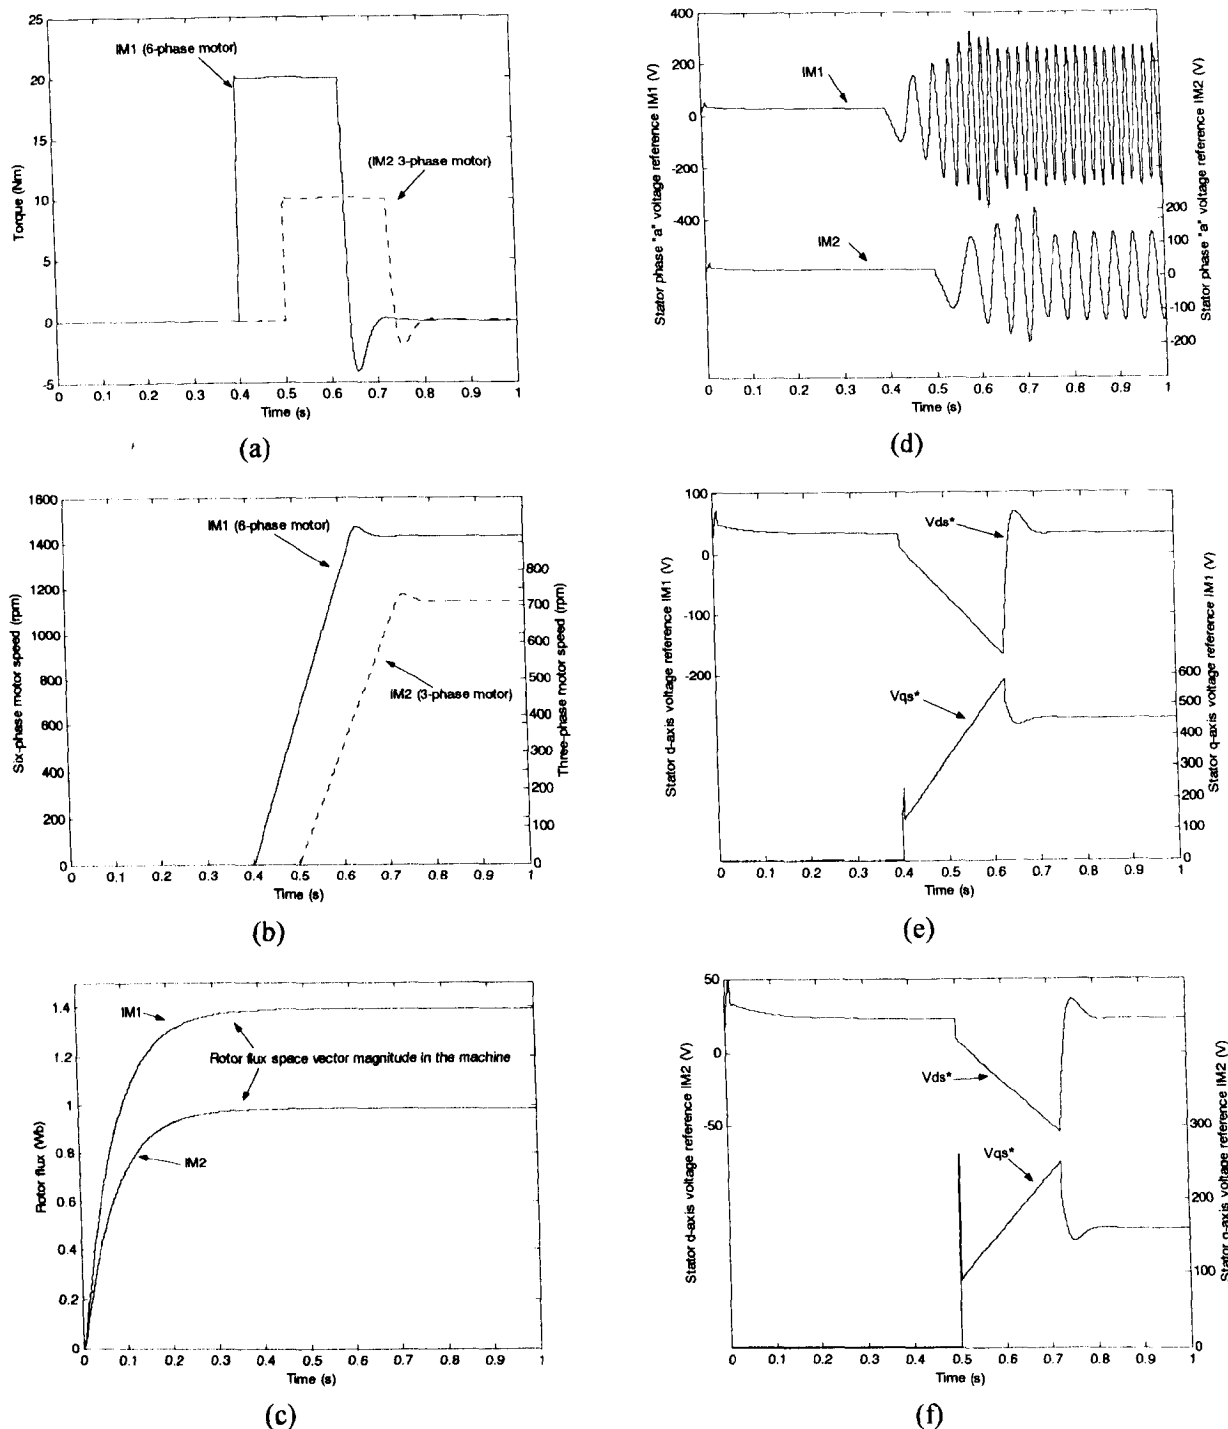 25
20
15
10
5
0
-5
Torque (Nm)
IM1 (6-phase motor)
(IM2 3-phase motor)
0 0.1 0.2 0.3 0.4 0.5 0.6 0.7 0.8 0.9 1
Time (s)
(a)
1600
1400
1200
1000
800
600
400
200
0
Six-phase motor speed (rpm)
IM1 (6-phase motor)
IM2 (3-phase motor)
800
700
600
500
400
300
200
100
0
Three-phase motor speed (rpm)
0 0.1 0.2 0.3 0.4 0.5 0.6 0.7 0.8 0.9 1
Time (s)
(b)
1.4
1.2
1
0.8
0.6
0.4
0.2
0
Rotor flux (Wb)
IM1
Rotor flux space vector magnitude in the machine
IM2
0 0.1 0.2 0.3 0.4 0.5 0.6 0.7 0.8 0.9 1
Time (s)
(c)
400
200
0
-200
-400
Stator phase "a" voltage reference IM1 (V)
IM1
IM2
200
100
0
-100
-200
Stator phase "a" voltage reference IM2 (V)
0 0.1 0.2 0.3 0.4 0.5 0.6 0.7 0.8 0.9 1
Time (s)
(d)
100
0
-100
-200
Stator d-axis voltage reference IM1 (V)
Vds*
Vqs*
600
500
400
300
200
100
0
Stator q-axis voltage reference IM1 (V)
0 0.1 0.2 0.3 0.4 0.5 0.6 0.7 0.8 0.9 1
Time (s)
(e)
50
0
-50
Stator d-axis voltage reference IM2 (V)
Vds*
Vqs*
300
200
100
0
Stator q-axis voltage reference IM2 (V)
0 0.1 0.2 0.3 0.4 0.5 0.6 0.7 0.8 0.9 1
Time (s)
(f)